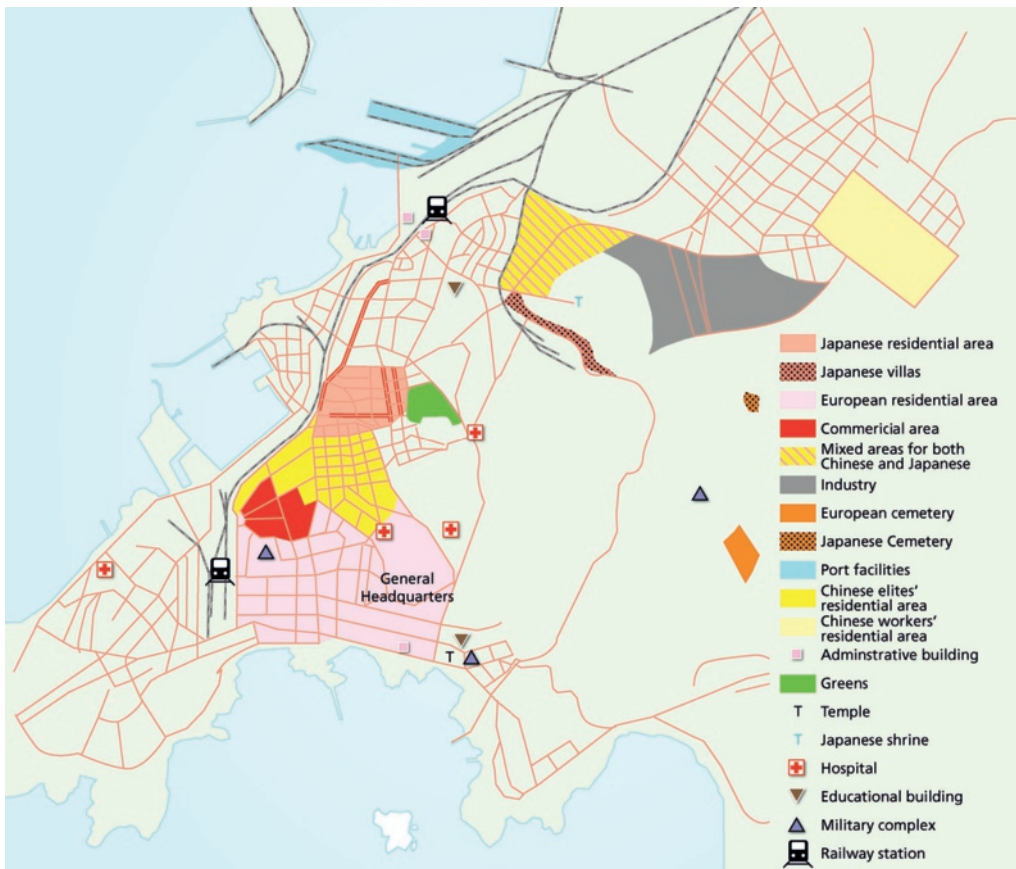 T
General
Headquarters
T
Japanese residential area
Japanese villas
European residential area
Commericial area
Mixed areas for both
Chinese and Japanese
Industry
European cemetery
Japanese Cemetery
Port facilities
Chinese elites'
residential area
Chinese workers'
residential area
Adminstrative building
Greens
T Temple
T Japanese shrine
Hospital
Educational building
Military complex
Railway station